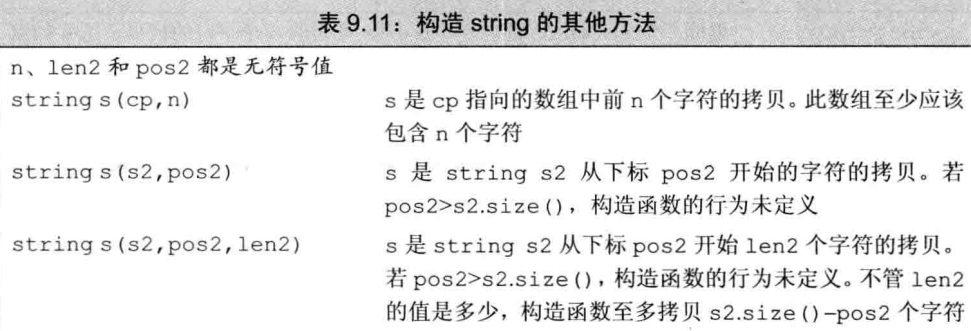 表 9.11：构造 string 的其他方法
n、len2 和 pos2 都是无符号值
string s(cp,n) s 是 cp 指向的数组中前 n 个字符的拷贝。此数组至少应该
包含 n 个字符
string s(s2,pos2) s 是 string s2 从下标 pos2 开始的字符的拷贝。若
pos2>s2.size()，构造函数的行为未定义
string s(s2,pos2,len2) s 是 string s2 从下标 pos2 开始 len2 个字符的拷贝。
若 pos2>s2.size()，构造函数的行为未定义。不管 len2
的值是多少，构造函数至多拷贝 s2.size()-pos2 个字符